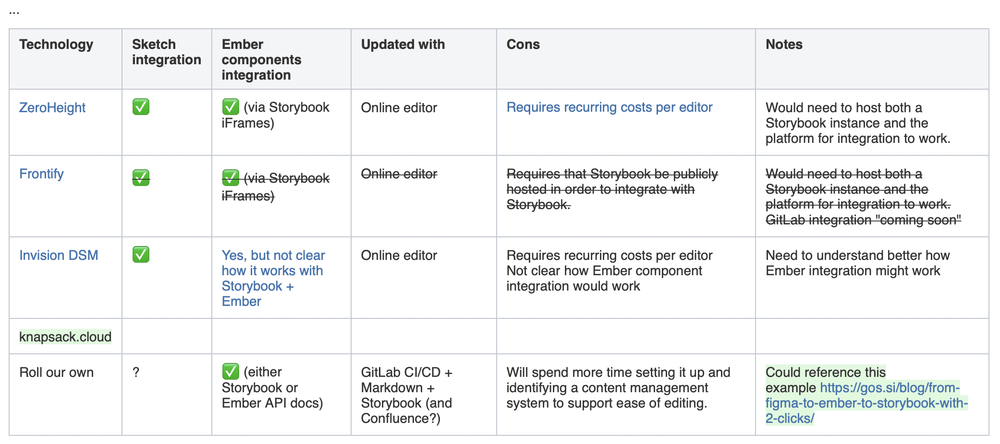 ...
Technology
Sketch
integration
Ember
components
integration
Updated with
Cons
Notes
ZeroHeight
✅
✅ (via Storybook
iFrames)
Online editor
Requires recurring costs per editor
Would need to host both a
Storybook instance and the
platform for integration to work.
Frontify
✅
✅ (via Storybook
iFrames)
Online editor
Requires that Storybook be publicly
hosted in order to integrate with
Storybook.
Would need to host both a
Storybook instance and the
platform for integration to work.
GitLab integration "coming soon"
Invision DSM
✅
Yes, but not clear
how it works with
Storybook +
Ember
Online editor
Requires recurring costs per editor
Not clear how Ember component
integration would work
Need to understand better how
Ember integration might work
knapsack.cloud
Roll our own
?
✅ (either
Storybook or
Ember API docs)
GitLab CI/CD +
Markdown +
Storybook (and
Confluence?)
Will spend more time setting it up and
identifying a content management
system to support ease of editing.
Could reference this
example https://gos.si/blog/from-
figma-to-ember-to-storybook-with-
2-clicks/